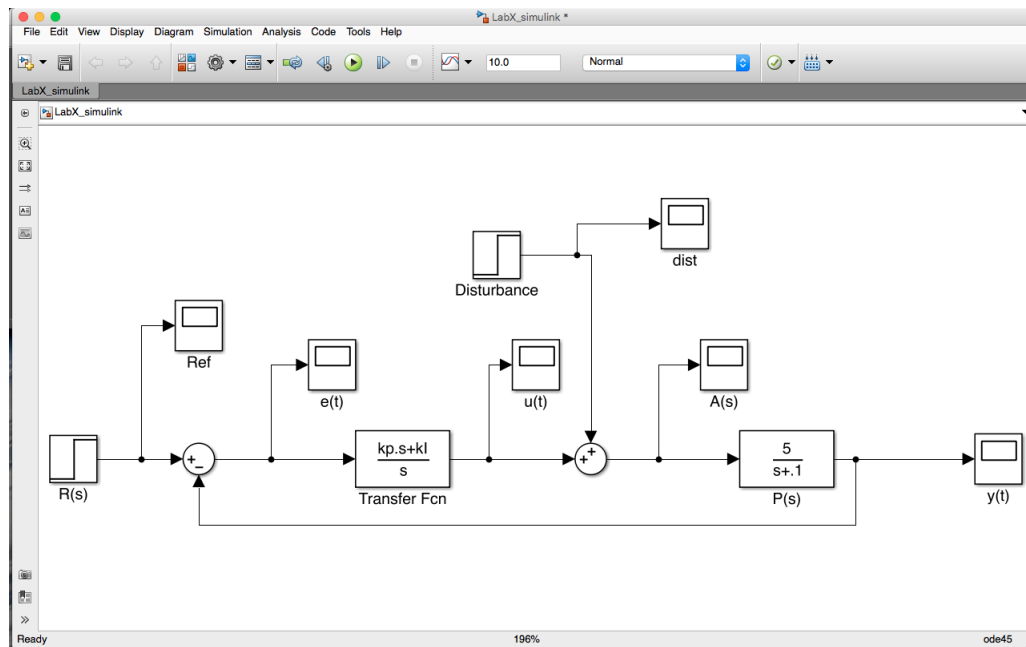 LabX_simulink *
File Edit View Display Diagram Simulation Analysis Code Tools Help
10.0 Normal
LabX_simulink
LabX_simulink
dist
Disturbance
Ref
e(t)
u(t)
A(s)
R(s)
+
−
kp.s+kI
s
Transfer Fcn
+
+
5
s+.1
P(s)
y(t)
Ready 196% ode45